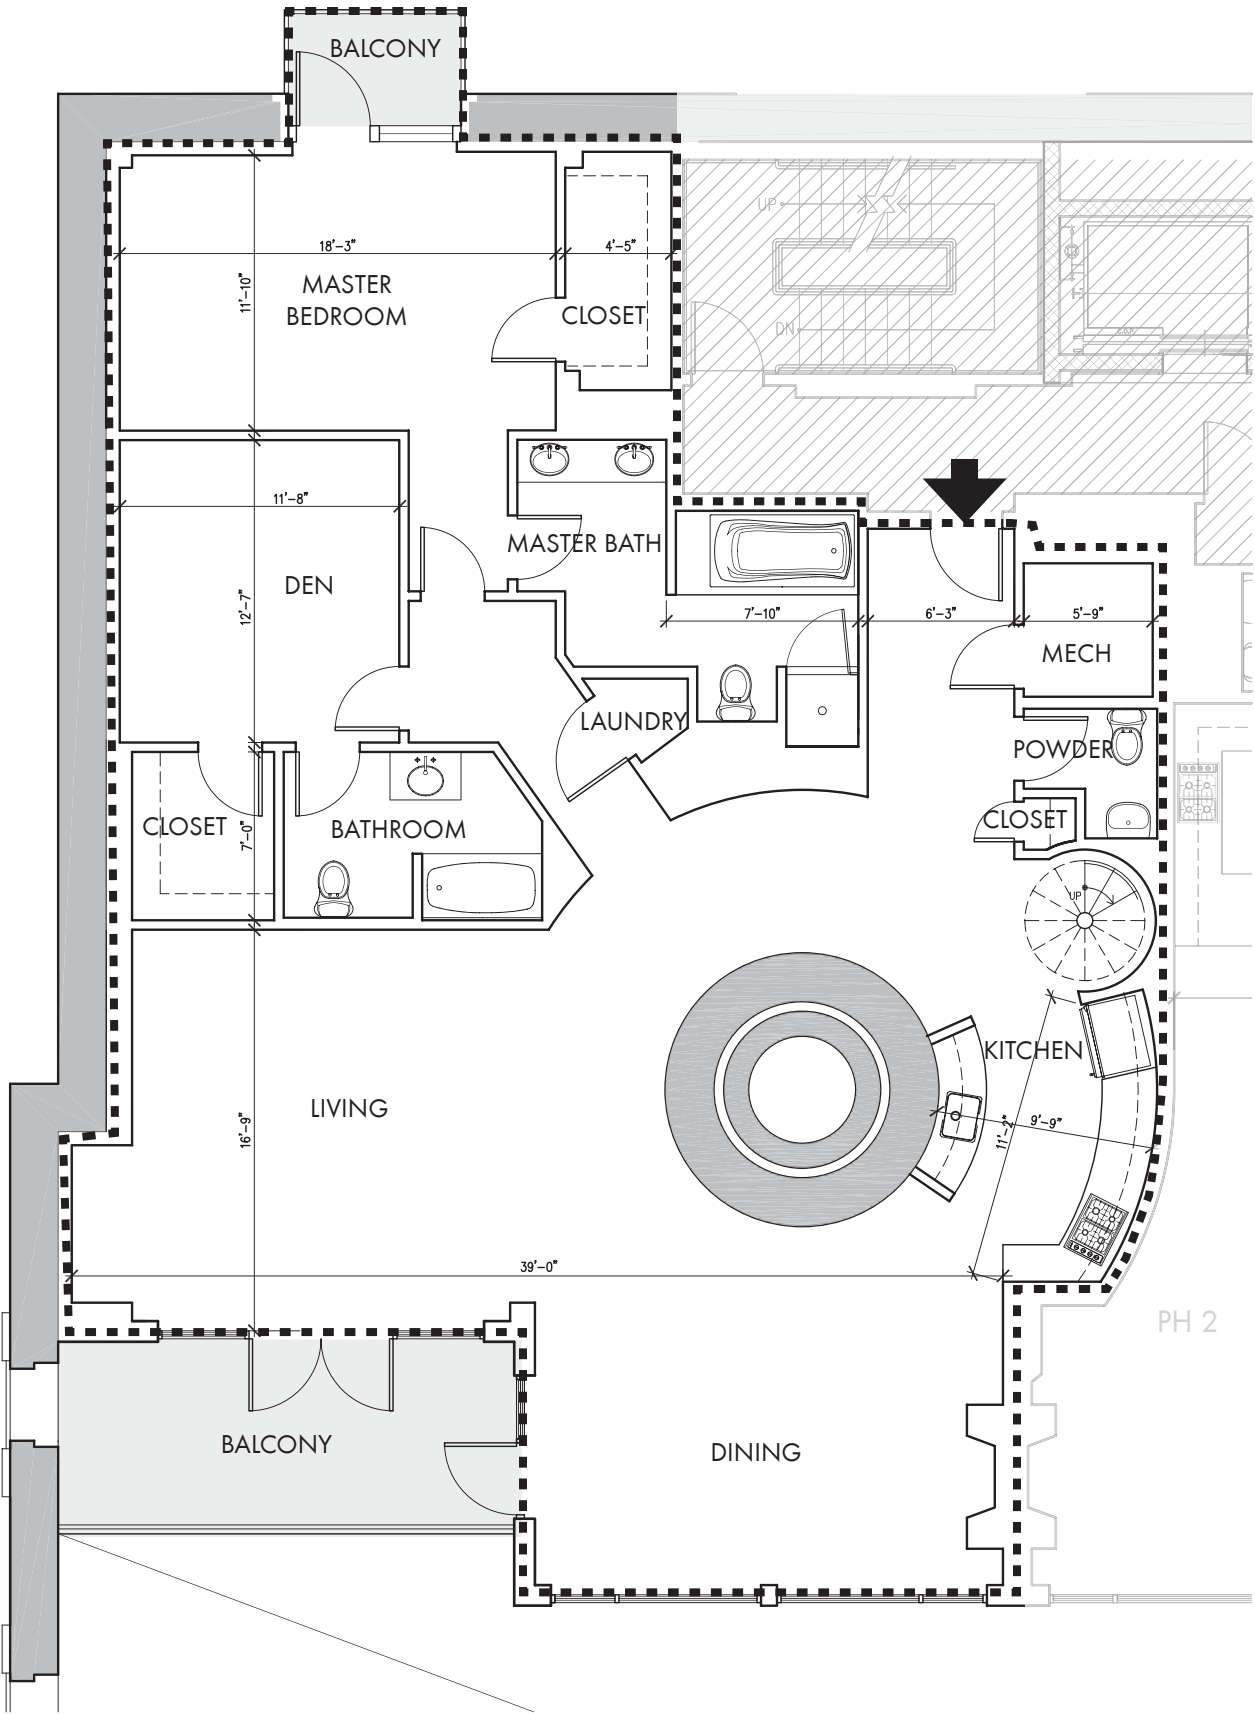 BALCONY
UP
18'-3"
4'-5"
11'-10"
MASTER
BEDROOM
CLOSET
DN
11'-8"
MASTER BATH
DEN
12'-7"
7'-10"
6'-3"
5'-9"
MECH
LAUNDRY
POWDER
CLOSET
CLOSET
7'-0"
BATHROOM
UP
KITCHEN
LIVING
16'-9"
11'-2"
9'-9"
39'-0"
PH 2
BALCONY
DINING